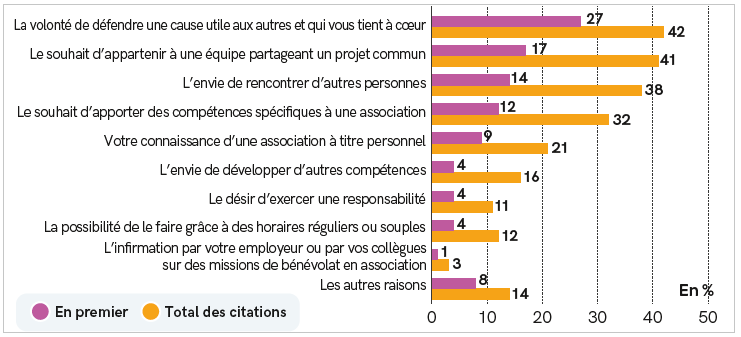 La volonté de défendre une cause utile aux autres et qui vous tient à cœur 27 42
Le souhait d'appartenir à une équipe partageant un projet commun 17 41
L'envie de rencontrer d'autres personnes 14 38
Le souhait d'apporter des compétences spécifiques à une association 12 32
Votre connaissance d'une association à titre personnel 9 21
L'envie de développer d'autres compétences 4 16
Le désir d'exercer une responsabilité 4 11
La possibilité de le faire grâce à des horaires réguliers ou souples 4 12
L'infirmation par votre employeur ou par vos collègues
sur des missions de bénévolat en association 1 3
Les autres raisons 8 14
En %
En premier Total des citations
0 10 20 30 40 50